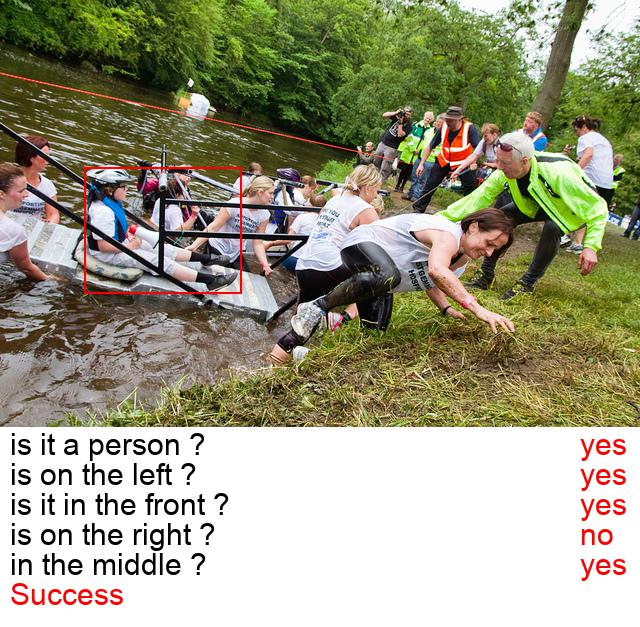 is it a person ? yes
is on the left ? yes
is it in the front ? yes
is on the right ? no
in the middle ? yes
Success